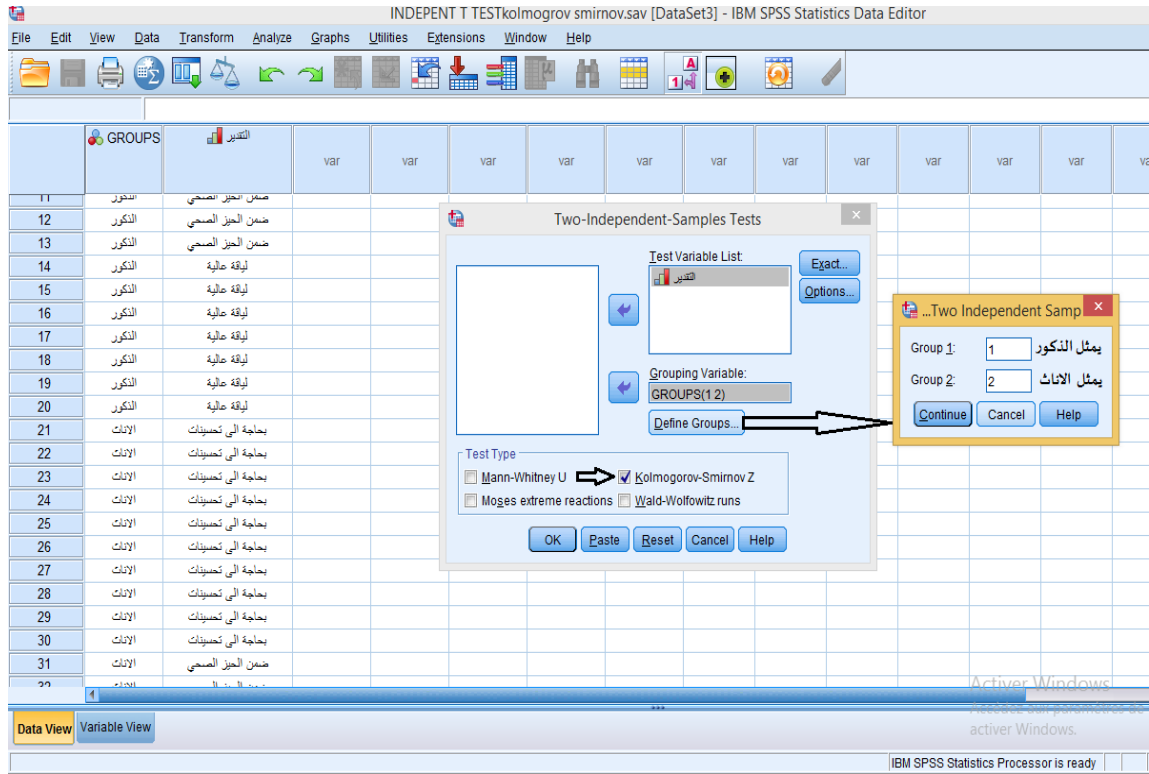 INDEPENT T TESTkolmogrov smirnov.sav [DataSet3] - IBM SPSS Statistics Data Editor
File Edit View Data Transform Analyze Graphs Utilities Extensions Window Help
GROUPS التقدير var var var var var var var var var var var va
11 الذكور ضمن الحيز الصحي
12 الذكور ضمن الحيز الصحي
13 الذكور ضمن الحيز الصحي
14 الذكور لياقة عالية
15 الذكور لياقة عالية
16 الذكور لياقة عالية
17 الذكور لياقة عالية
18 الذكور لياقة عالية
19 الذكور لياقة عالية
20 الذكور لياقة عالية
21 الاناث بحاجة الى تحسينات
22 الاناث بحاجة الى تحسينات
23 الاناث بحاجة الى تحسينات
24 الاناث بحاجة الى تحسينات
25 الاناث بحاجة الى تحسينات
26 الاناث بحاجة الى تحسينات
27 الاناث بحاجة الى تحسينات
28 الاناث بحاجة الى تحسينات
29 الاناث بحاجة الى تحسينات
30 الاناث بحاجة الى تحسينات
31 الاناث ضمن الحيز الصحي
Two-Independent-Samples Tests
Test Variable List:
التقدير
Exact...
Options...
Grouping Variable:
GROUPS(1 2)
Define Groups...
Test Type
Mann-Whitney U Kolmogorov-Smirnov Z
Moses extreme reactions Wald-Wolfowitz runs
OK Paste Reset Cancel Help
...Two Independent Samp
Group 1: 1 يمثل الذكور
Group 2: 2 يمثل الاناث
Continue Cancel Help
Activer Windows
Accédez aux paramètres de
activer Windows.
Data View Variable View
IBM SPSS Statistics Processor is ready